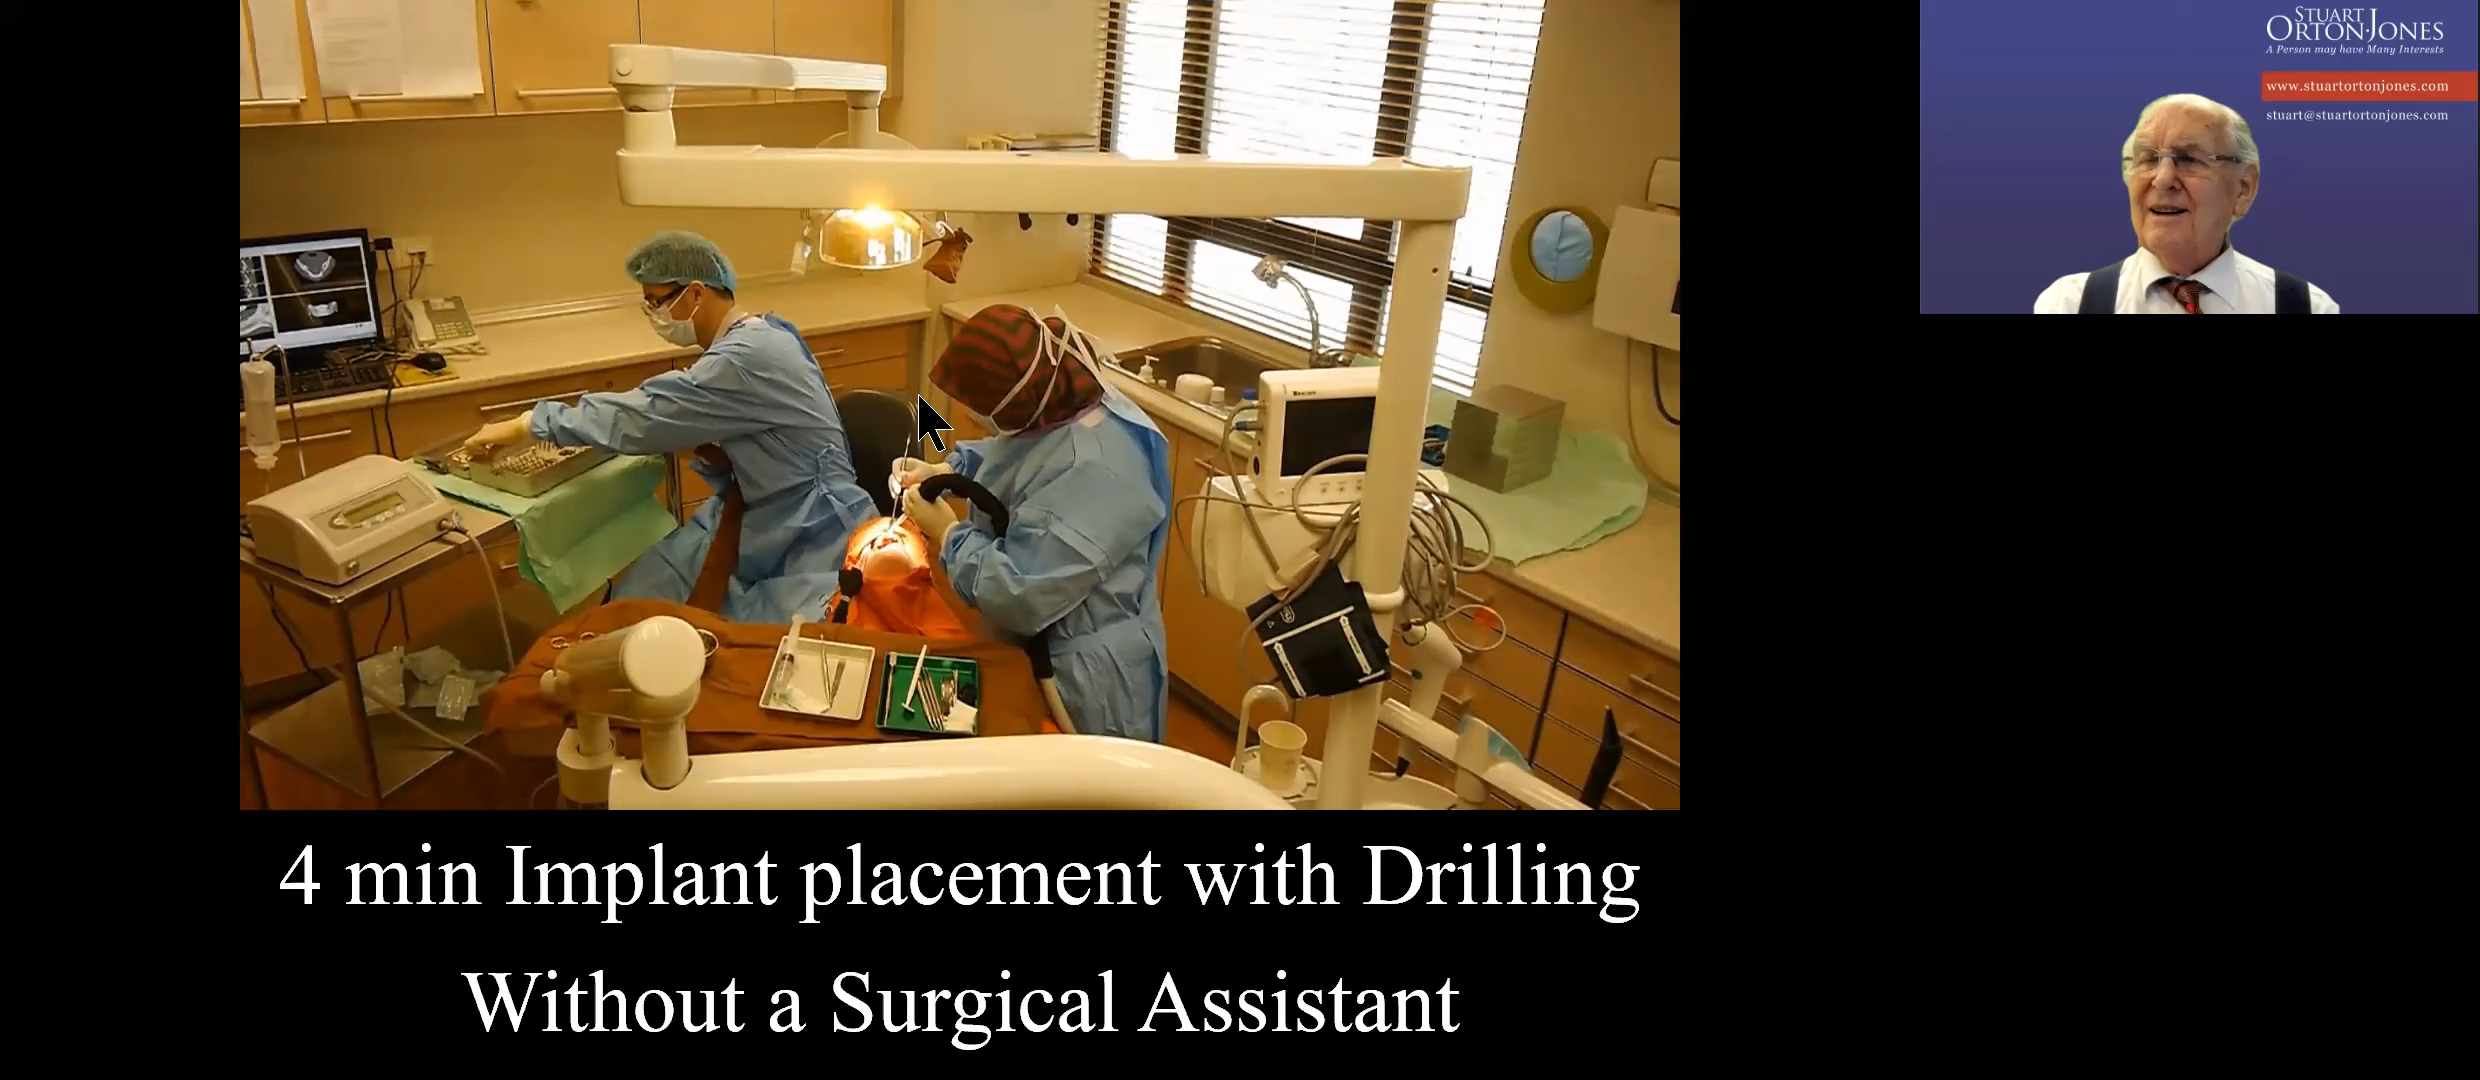 STUART
ORTON-JONES
A Person may have Many Interests
www.stuartortonjones.com
stuart@stuartortonjones.com
4 min Implant placement with Drilling
Without a Surgical Assistant